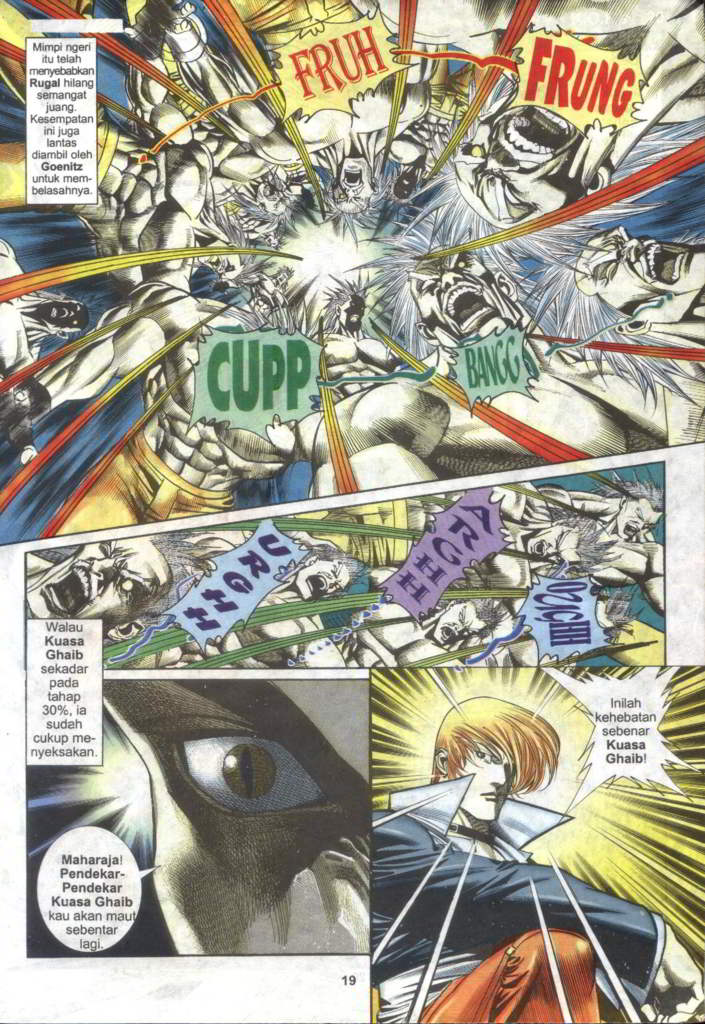 Mimpi ngeri
itu telah
menyebabkan
Rugal hilang
semangat
juang.
Kesempatan
ini juga
lantas
diambil oleh
Goenitz
untuk mem-
belasahnya.
FRUH
FRUNG
CUPP
BANGG
URGHH
ARGHH
Walau
Kuasa
Ghaib
sekadar
pada
tahap
30%, ia
sudah
cukup me-
nyeksakan.
Inilah
kehebatan
sebenar
Kuasa
Ghaib!
Maharaja!
Pendekar-
Pendekar
Kuasa Ghaib
kau akan maut
sebentar
lagi.
19